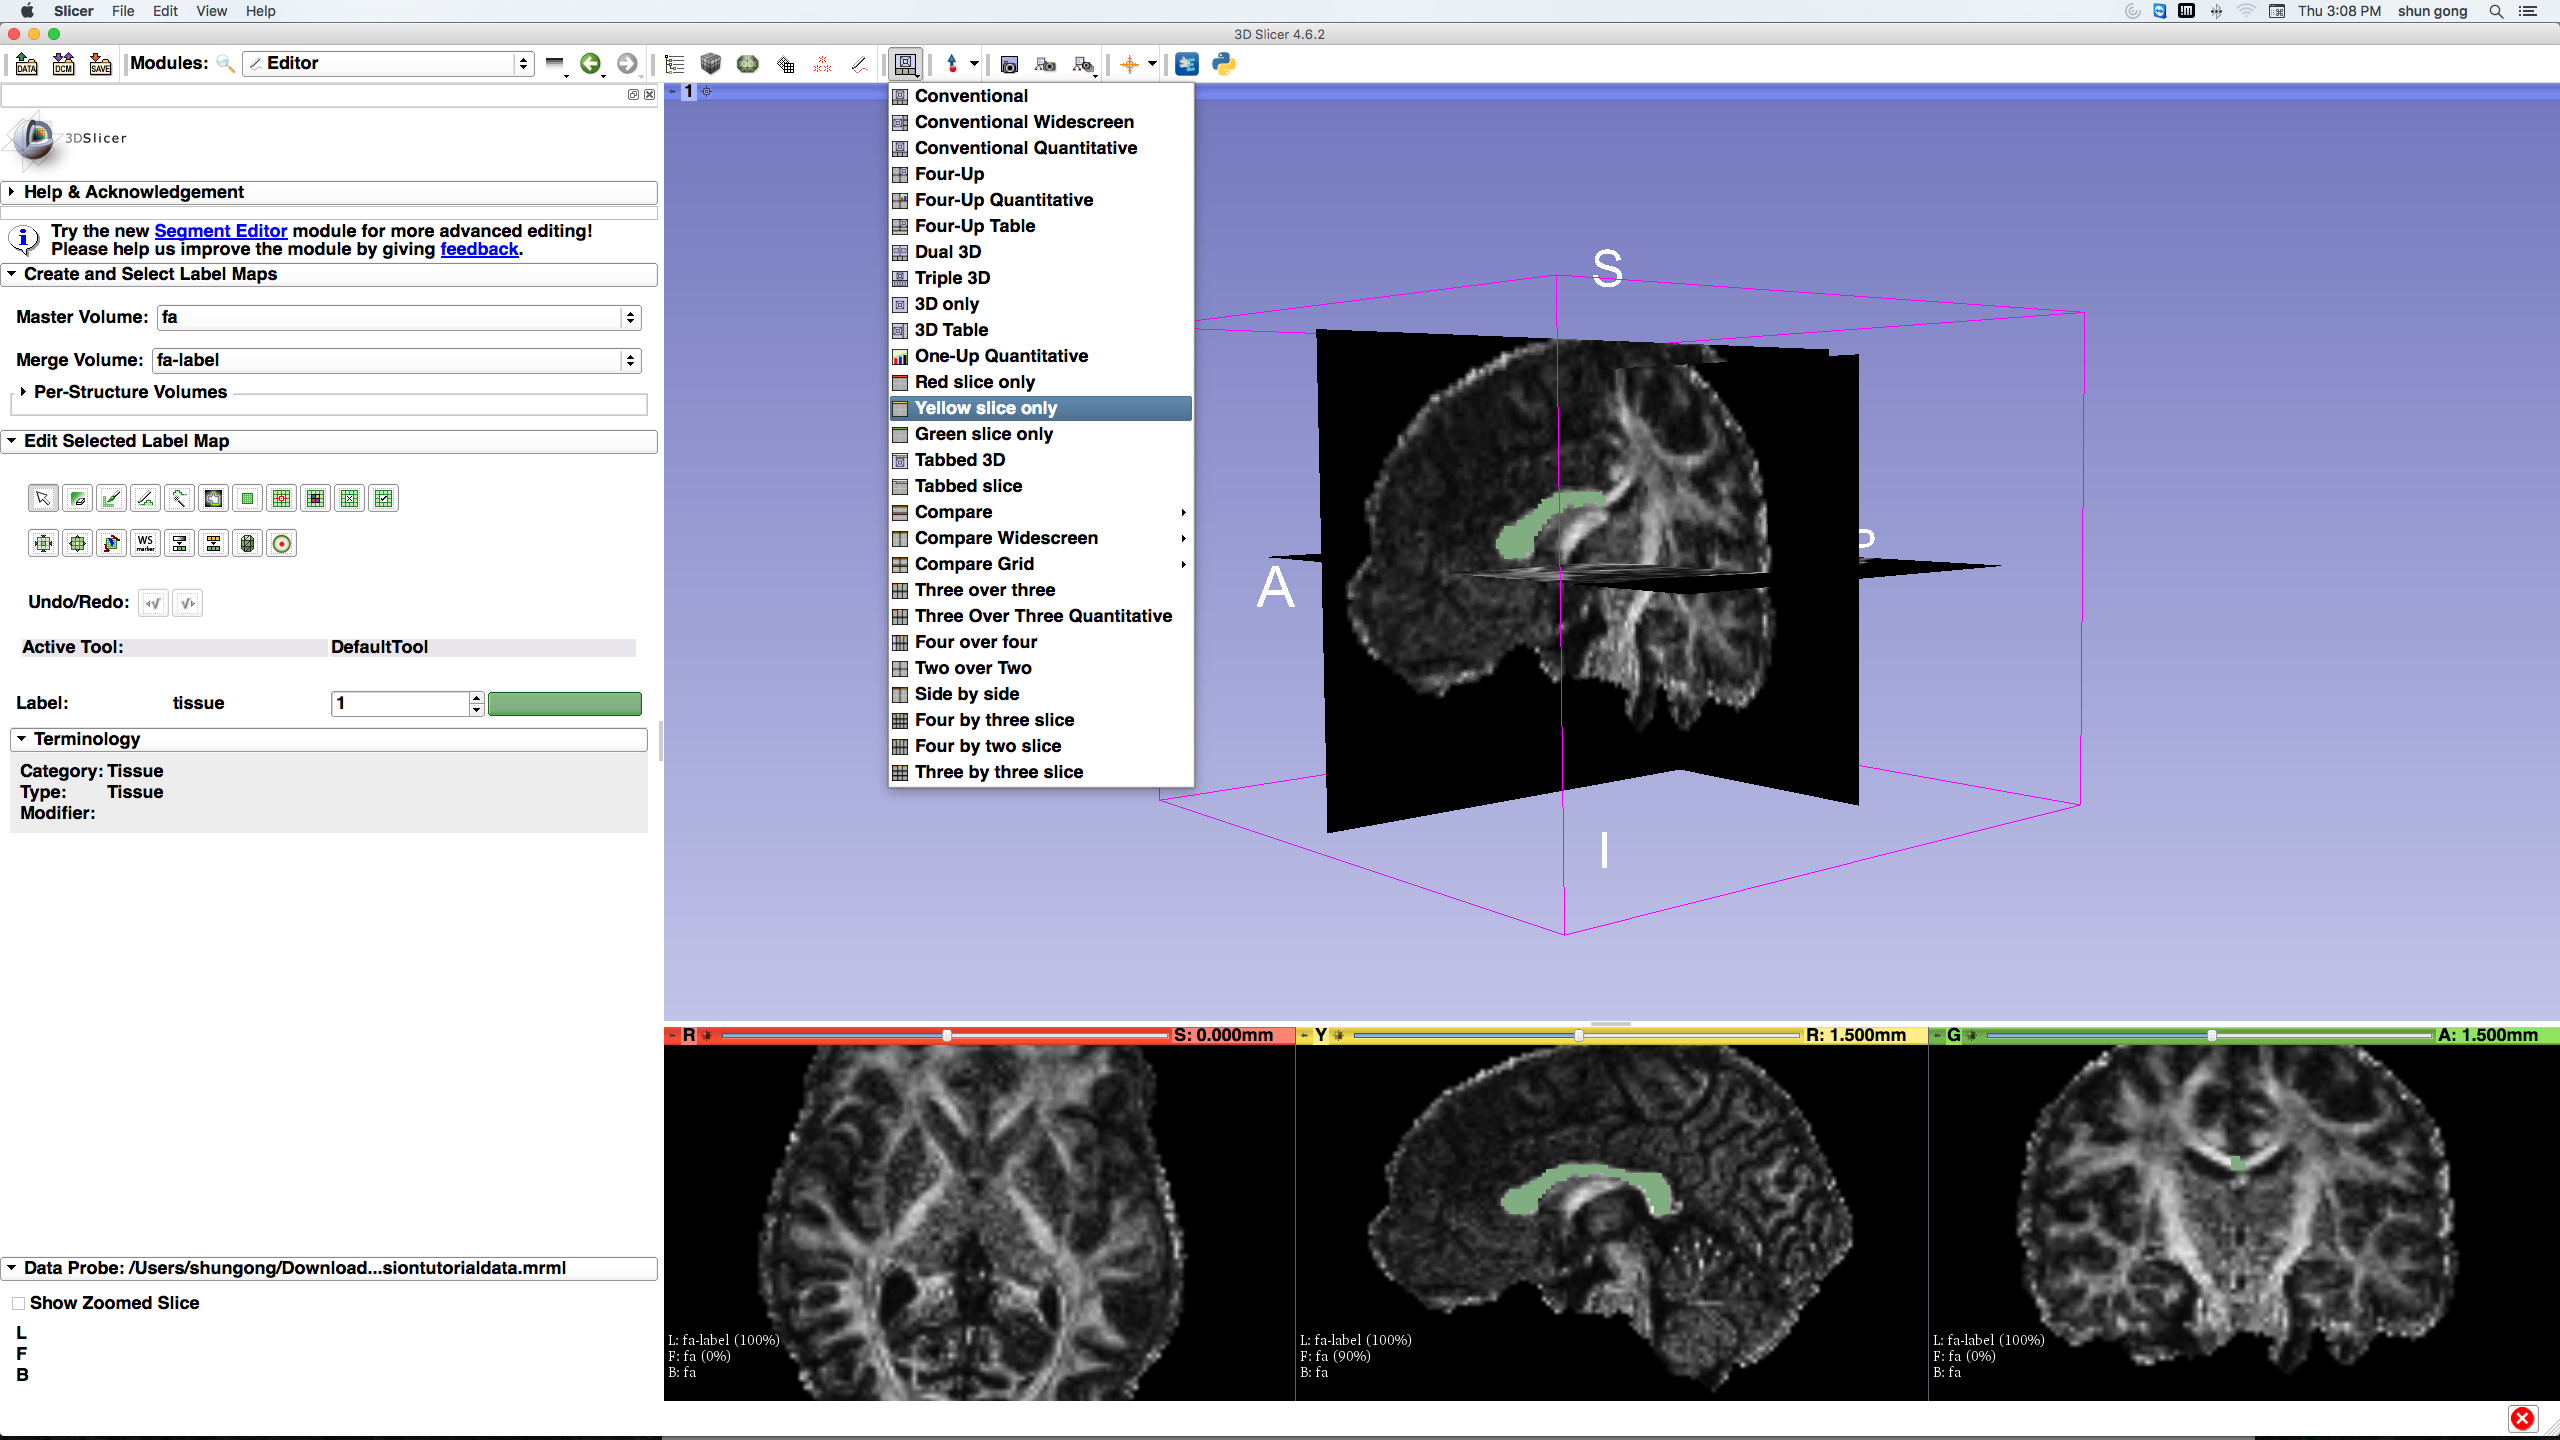 Slicer File Edit View Help
Thu 3:08 PM shun gong
3D Slicer 4.6.2
DATA DCM SAVE Modules: Editor
1
3DSlicer
Help & Acknowledgement
Try the new Segment Editor module for more advanced editing!
Please help us improve the module by giving feedback.
Create and Select Label Maps
Master Volume: fa
Merge Volume: fa-label
Per-Structure Volumes
Edit Selected Label Map
WS
marker
Undo/Redo:
Active Tool: DefaultTool
Label: tissue 1
Terminology
Category: Tissue
Type: Tissue
Modifier:
Data Probe: /Users/shungong/Download...siontutorialdata.mrml
Show Zoomed Slice
L
F
B
Conventional
Conventional Widescreen
Conventional Quantitative
Four-Up
Four-Up Quantitative
Four-Up Table
Dual 3D
Triple 3D
3D only
3D Table
One-Up Quantitative
Red slice only
Yellow slice only
Green slice only
Tabbed 3D
Tabbed slice
Compare
Compare Widescreen
Compare Grid
Three over three
Three Over Three Quantitative
Four over four
Two over Two
Side by side
Four by three slice
Four by two slice
Three by three slice
S
A
P
I
R S: 0.000mm
L: fa-label (100%)
F: fa (0%)
B: fa
Y R: 1.500mm
L: fa-label (100%)
F: fa (90%)
B: fa
G A: 1.500mm
L: fa-label (100%)
F: fa (0%)
B: fa